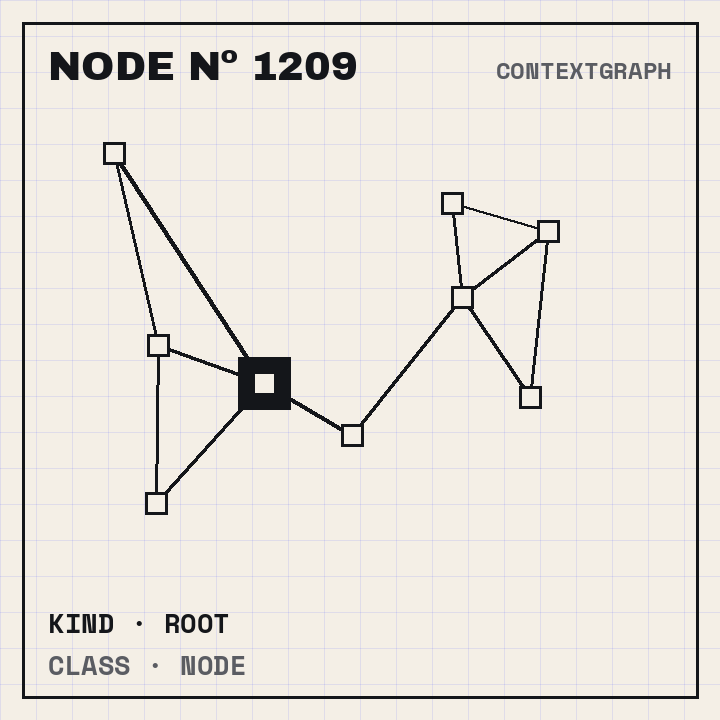 NODE Nº 1209
CONTEXTGRAPH
KIND · ROOT
CLASS · NODE